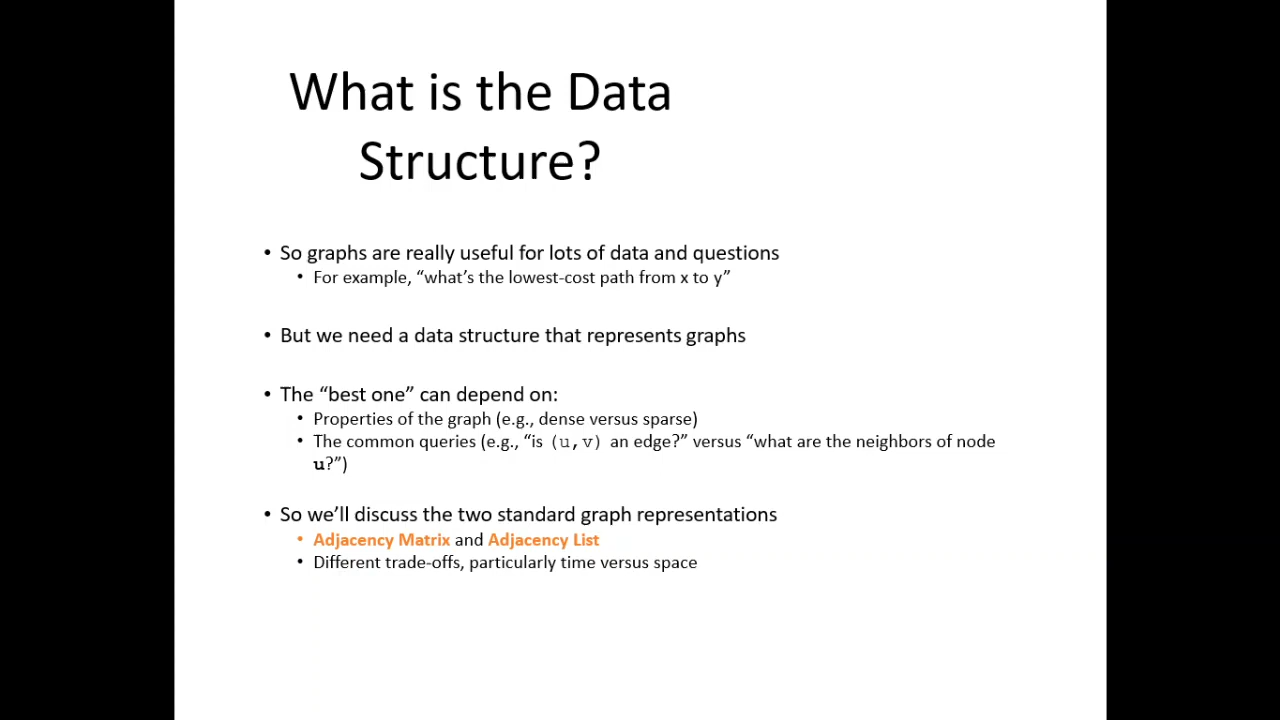 What is the Data
Structure?
• So graphs are really useful for lots of data and questions
• For example, “what’s the lowest-cost path from x to y”
• But we need a data structure that represents graphs
• The “best one” can depend on:
• Properties of the graph (e.g., dense versus sparse)
• The common queries (e.g., “is (u,v) an edge?” versus “what are the neighbors of node
u?”)
• So we’ll discuss the two standard graph representations
• Adjacency Matrix and Adjacency List
• Different trade-offs, particularly time versus space